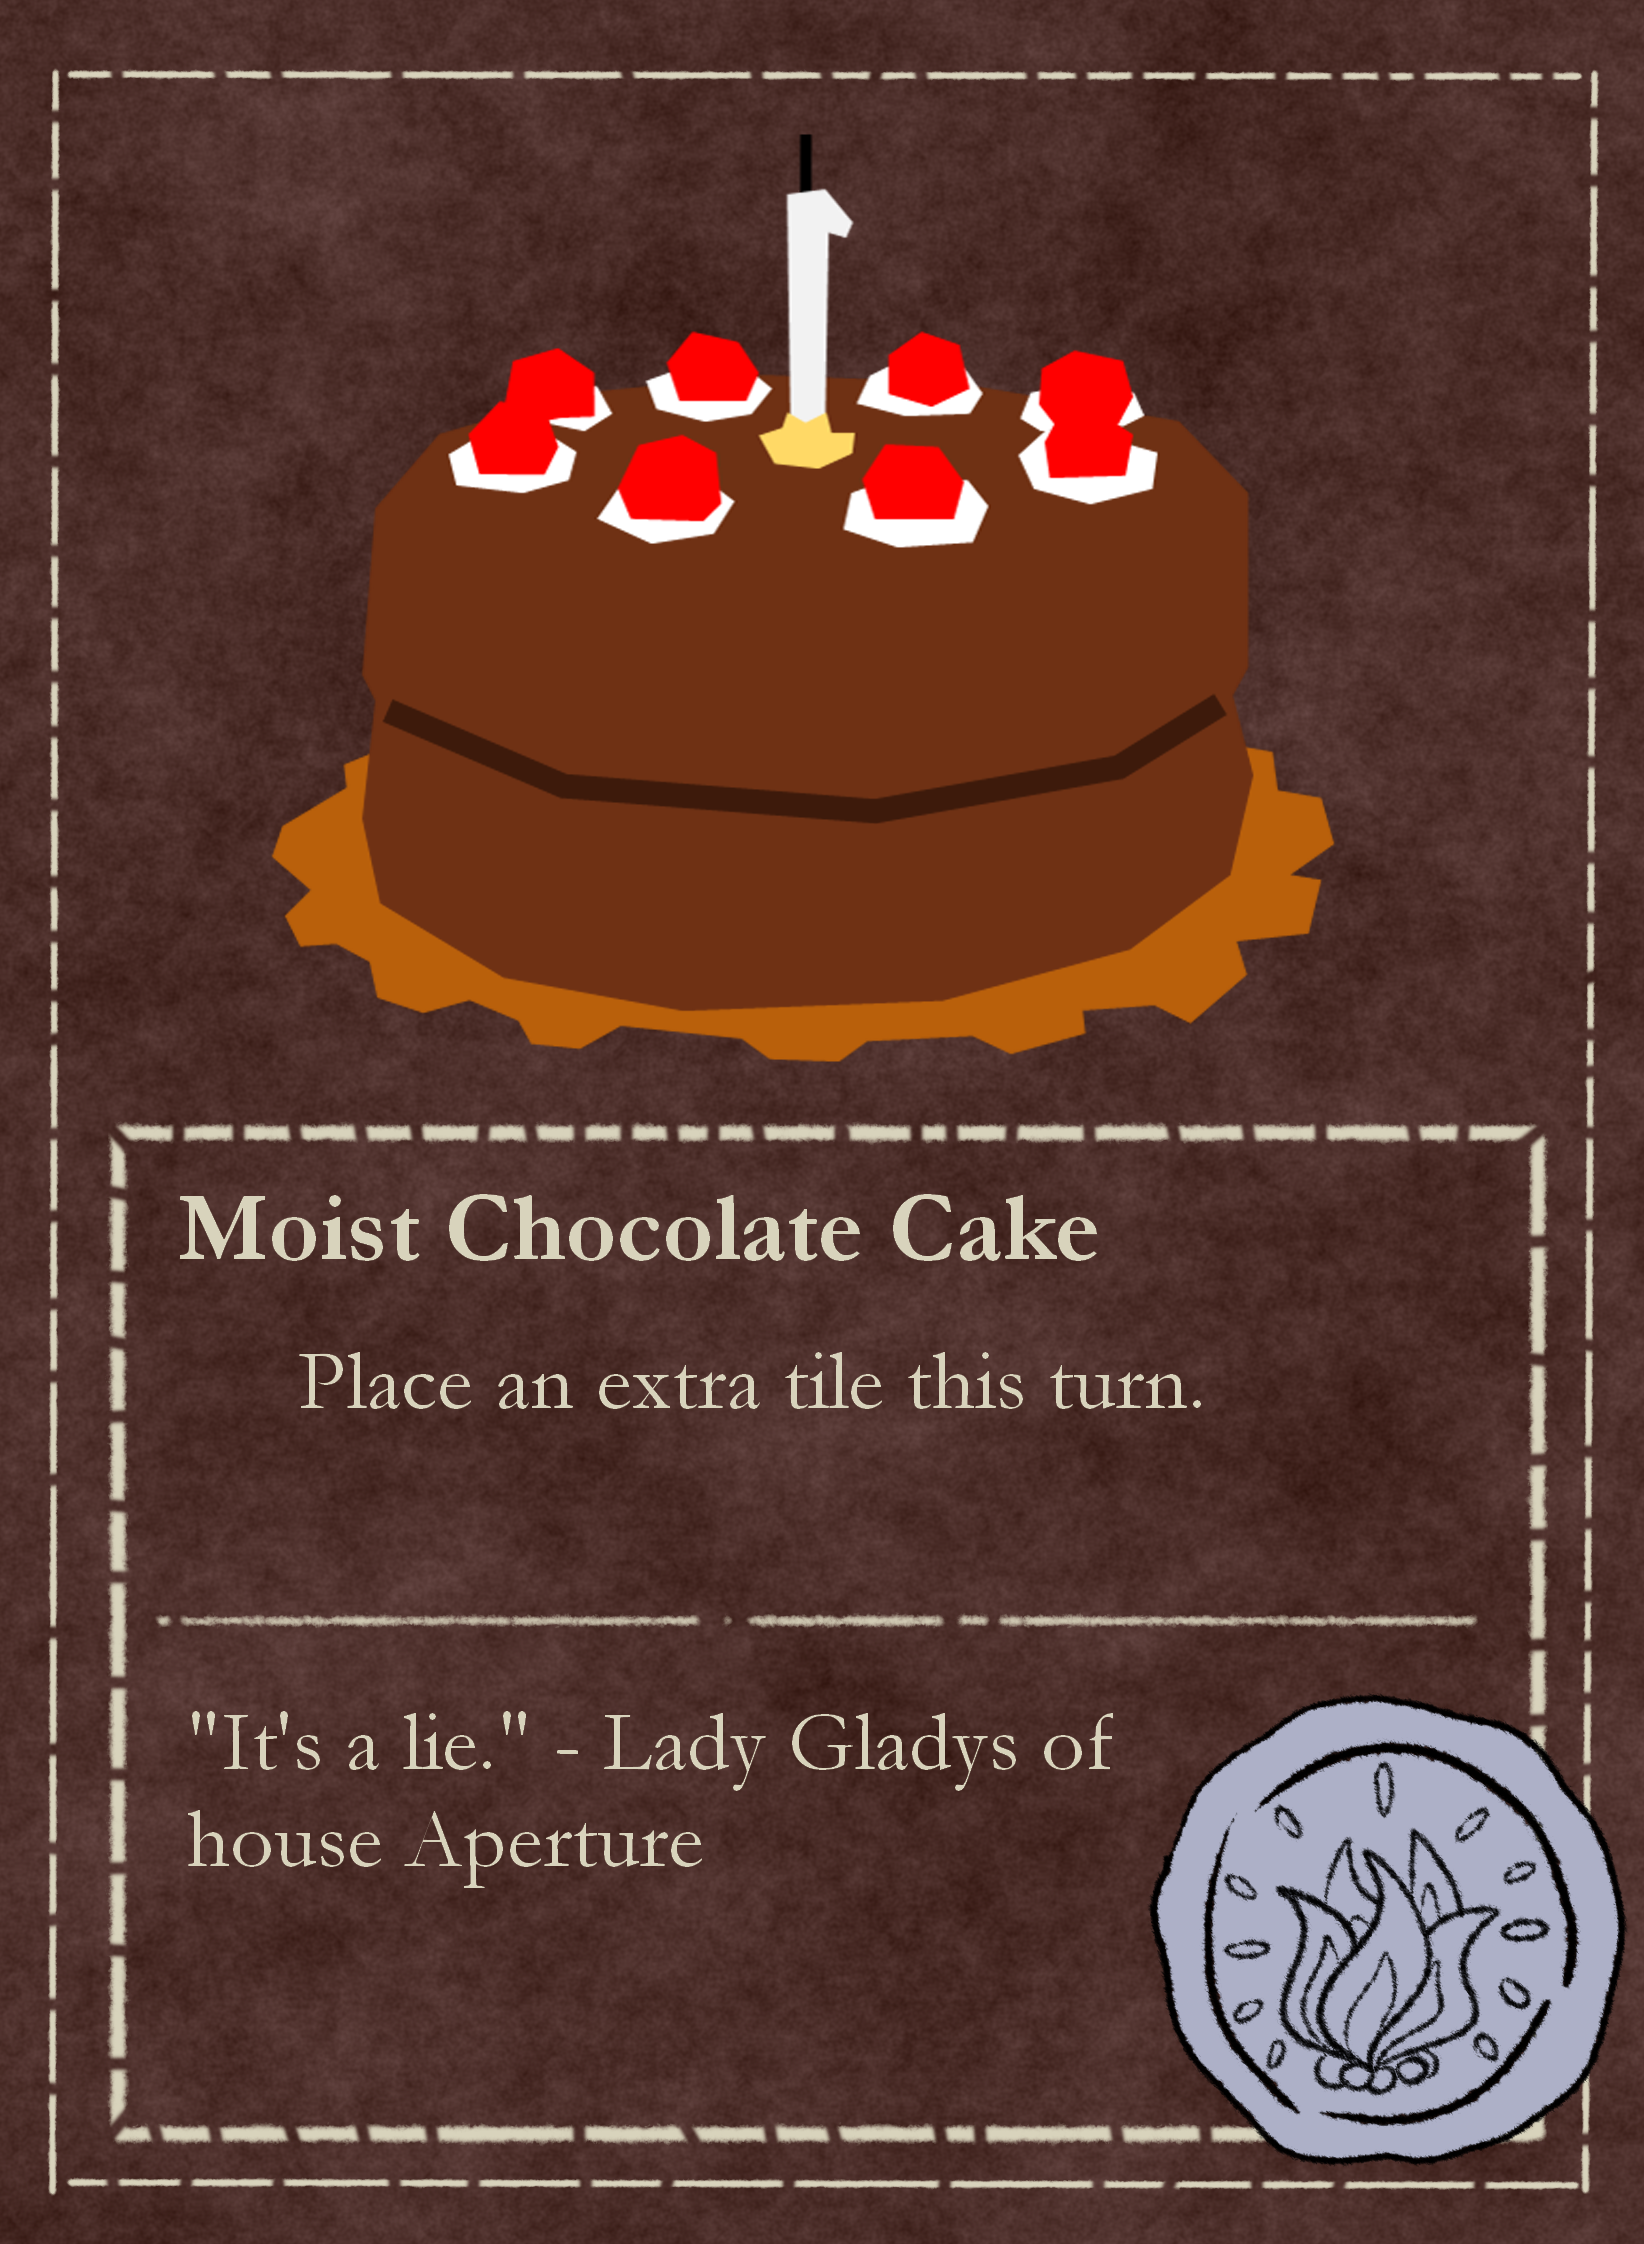 Moist Chocolate Cake
Place an extra tile this turn.
"It's a lie." - Lady Gladys of
house Aperture